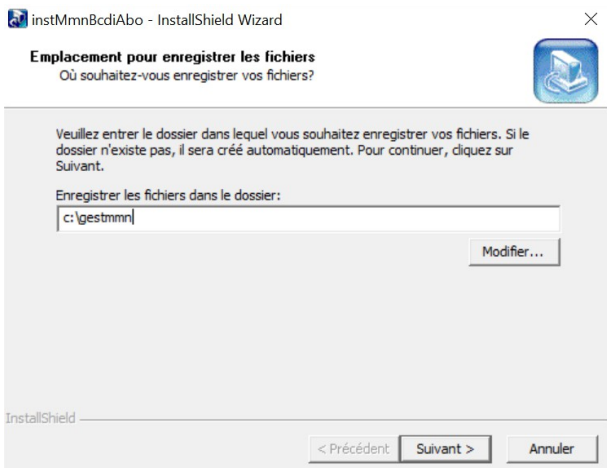 instMmnBcdiAbo - InstallShield Wizard
Emplacement pour enregistrer les fichiers
Où souhaitez-vous enregistrer vos fichiers?
Veuillez entrer le dossier dans lequel vous souhaitez enregistrer vos fichiers. Si le
dossier n'existe pas, il sera créé automatiquement. Pour continuer, cliquez sur
Suivant.
Enregistrer les fichiers dans le dossier:
c:\gestmmn
Modifier...
InstallShield
< Précédent Suivant > Annuler